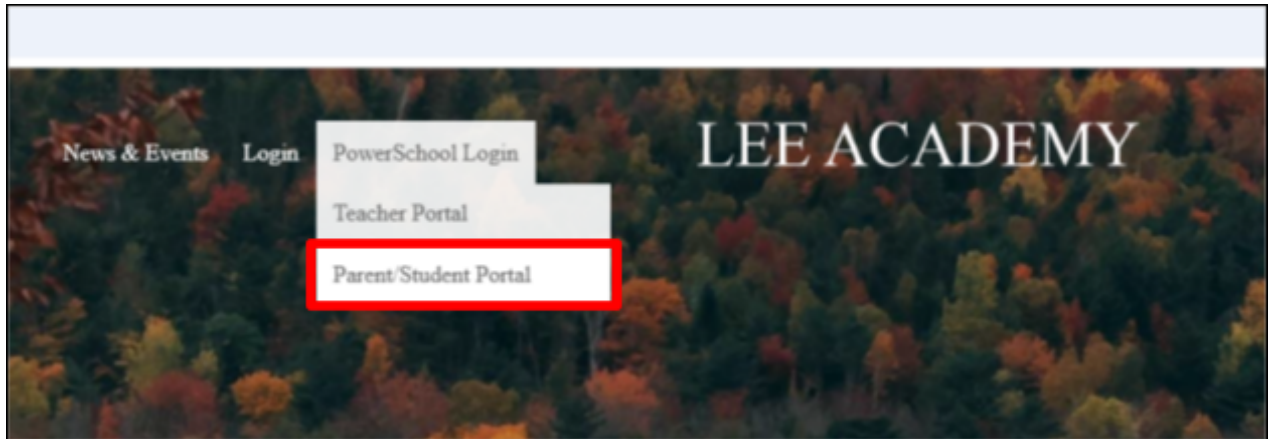 News & Events Login PowerSchool Login
LEE ACADEMY
Teacher Portal
Parent/Student Portal